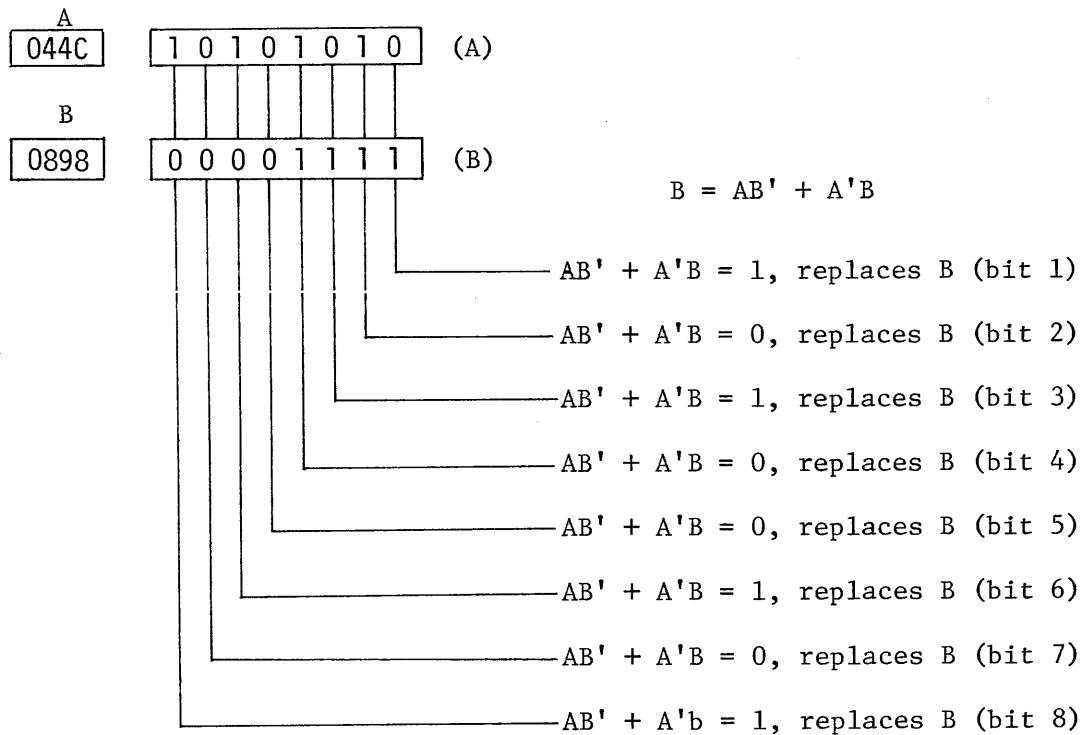 A
044C 1 0 1 0 1 0 1 0 (A)
B
0898 0 0 0 0 1 1 1 1 (B)
B = AB' + A'B
AB' + A'B = 1, replaces B (bit 1)
AB' + A'B = 0, replaces B (bit 2)
AB' + A'B = 1, replaces B (bit 3)
AB' + A'B = 0, replaces B (bit 4)
AB' + A'B = 0, replaces B (bit 5)
AB' + A'B = 1, replaces B (bit 6)
AB' + A'B = 0, replaces B (bit 7)
AB' + A'b = 1, replaces B (bit 8)